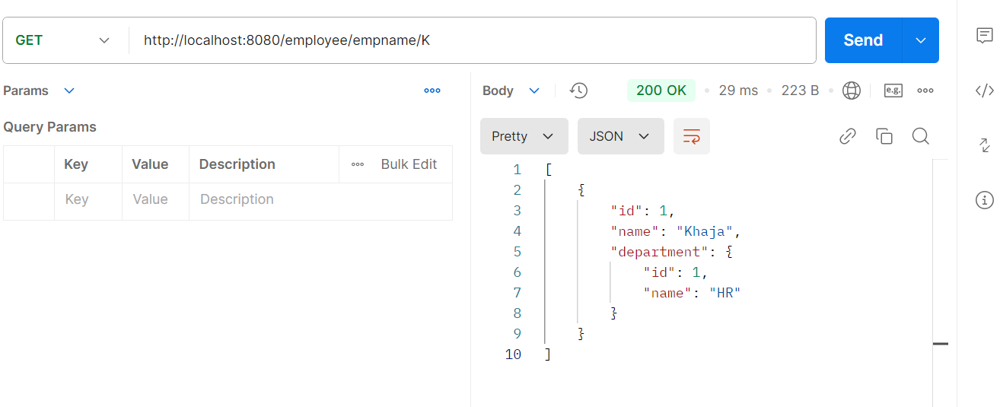 GET http://localhost:8080/employee/empname/K Send
Params
Query Params
Key Value Description Bulk Edit
Key Value Description
Body 200 OK 29 ms 223 B e.g.
Pretty JSON
1 [
2 {
3 "id": 1,
4 "name": "Khaja",
5 "department": {
6 "id": 1,
7 "name": "HR"
8 }
9 }
10 ]